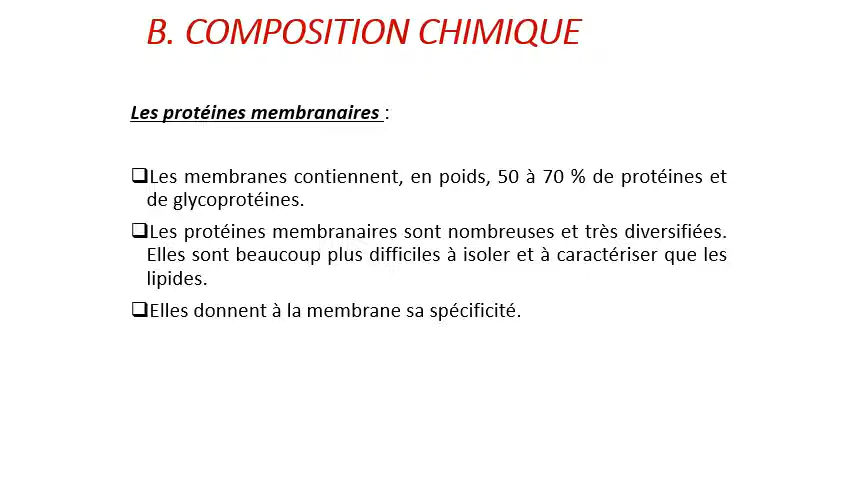 B. COMPOSITION CHIMIQUE
Les protéines membranaires :
❑Les membranes contiennent, en poids, 50 à 70 % de protéines et
de glycoprotéines.
❑Les protéines membranaires sont nombreuses et très diversifiées.
Elles sont beaucoup plus difficiles à isoler et à caractériser que les
lipides.
❑Elles donnent à la membrane sa spécificité.